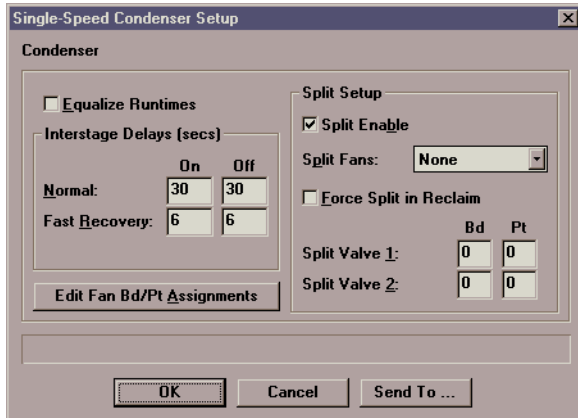 Single-Speed Condenser Setup
Condenser
Equalize Runtimes
Interstage Delays (secs)
On Off
Normal: 30 30
Fast Recovery: 6 6
Edit Fan Bd/Pt Assignments
Split Setup
Split Enable
Split Fans: None
Force Split in Reclaim
Bd Pt
Split Valve 1: 0 0
Split Valve 2: 0 0
OK Cancel Send To ...